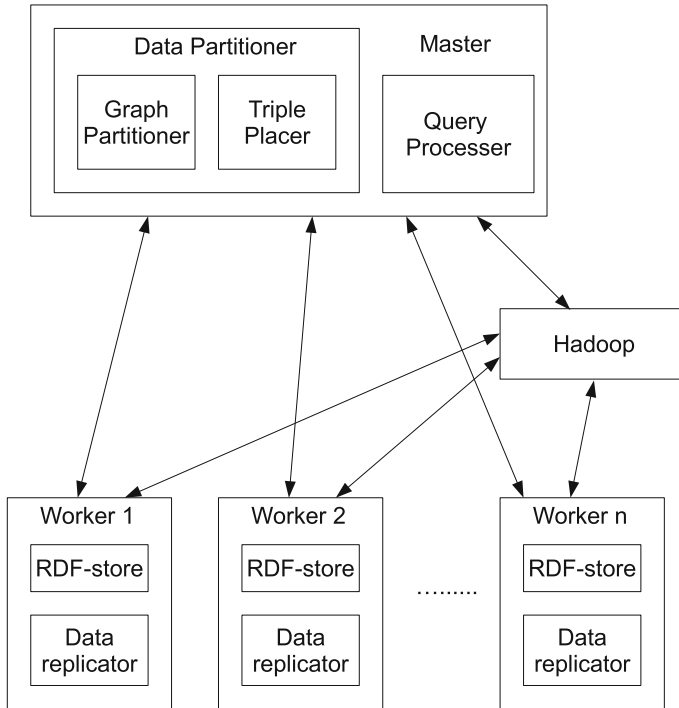 Data Partitioner
Master
Graph
Partitioner
Triple
Placer
Query
Processer
Hadoop
Worker 1
RDF-store
Data
replicator
Worker 2
RDF-store
Data
replicator
..........
Worker n
RDF-store
Data
replicator